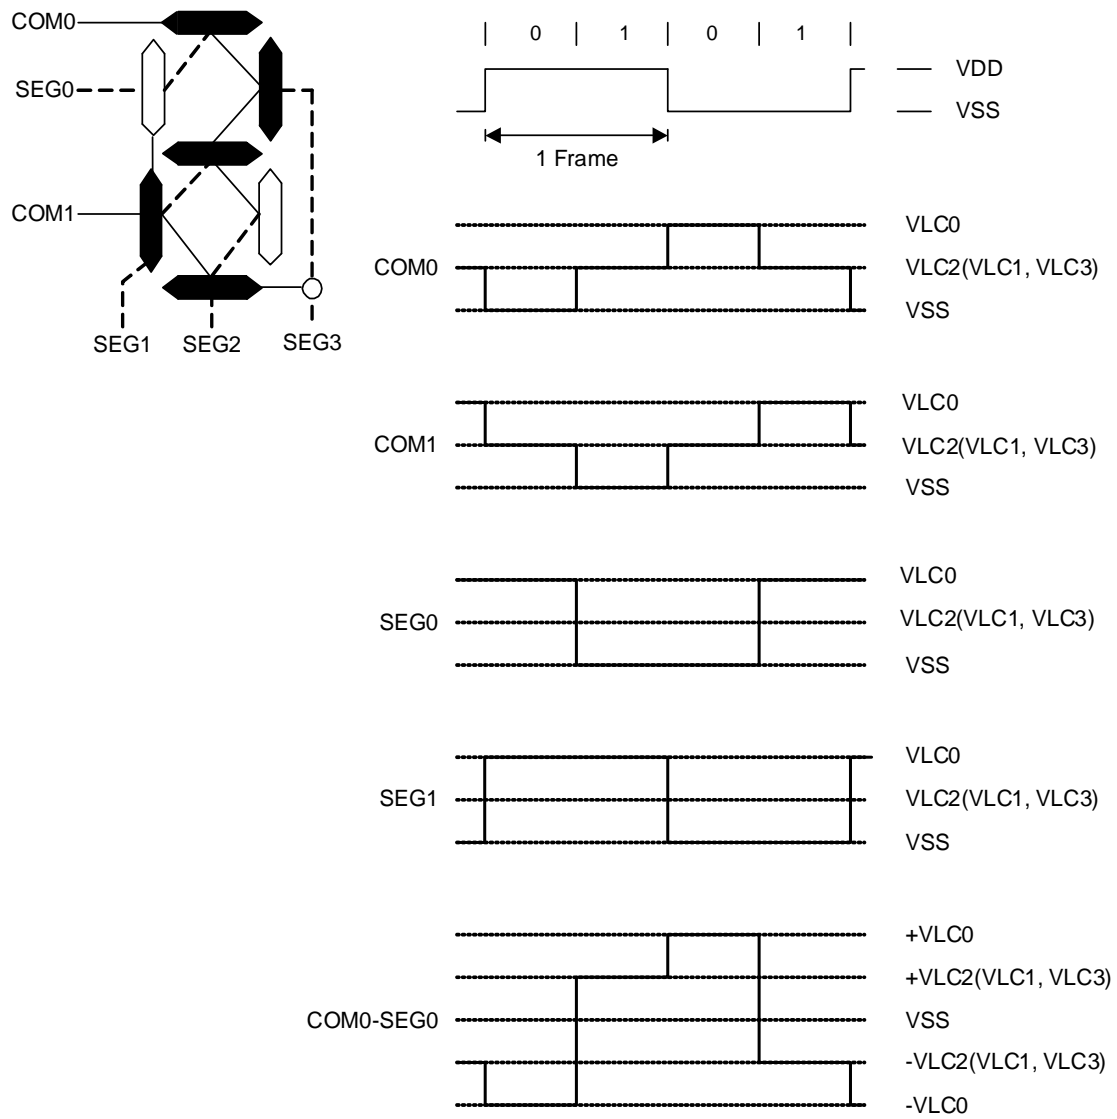 COM0
SEG0
COM1
SEG1 SEG2 SEG3
| 0 | 1 | 0 | 1 |
VDD
VSS
1 Frame
COM0
VLC0
VLC2(VLC1, VLC3)
VSS
COM1
VLC0
VLC2(VLC1, VLC3)
VSS
SEG0
VLC0
VLC2(VLC1, VLC3)
VSS
SEG1
VLC0
VLC2(VLC1, VLC3)
VSS
COM0-SEG0
+VLC0
+VLC2(VLC1, VLC3)
VSS
-VLC2(VLC1, VLC3)
-VLC0